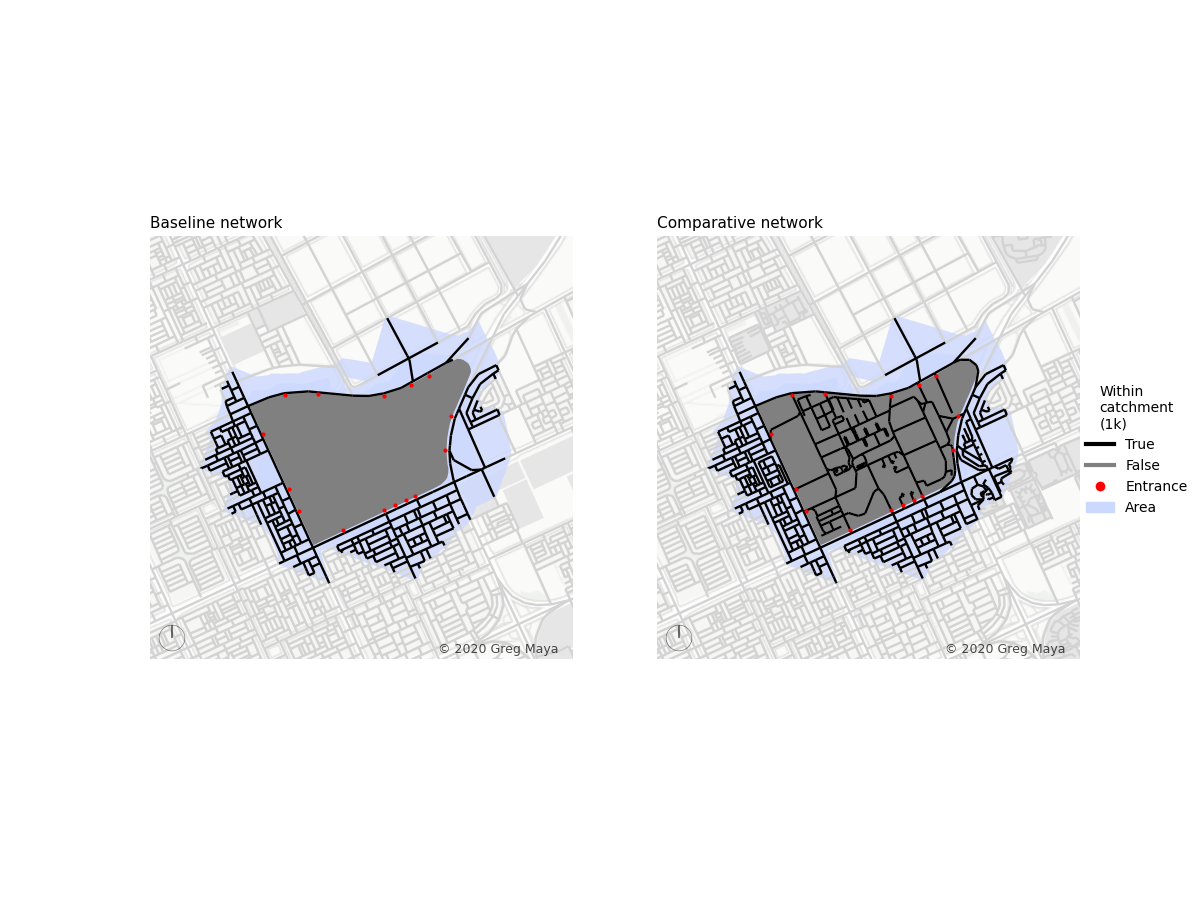 Baseline network
Comparative network
Within
catchment
(1k)
True
False
Entrance
Area
© 2020 Greg Maya
© 2020 Greg Maya